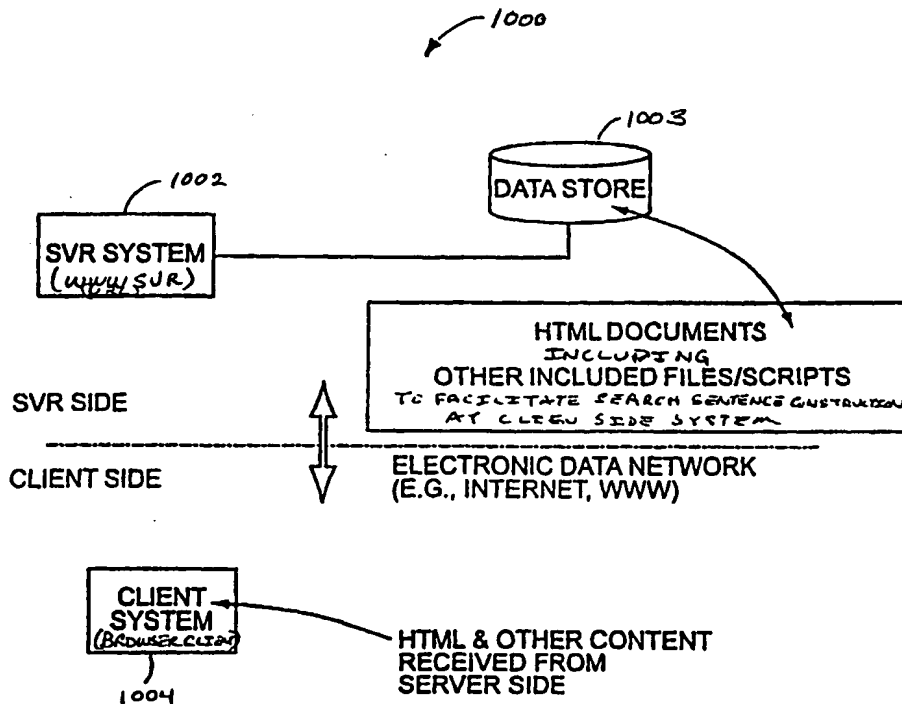 1000
1003
DATA STORE
1002
SVR SYSTEM
(WWW SVR)
HTML DOCUMENTS
INCLUDING
OTHER INCLUDED FILES/SCRIPTS
TO FACILITATE SEARCH SENTENCE CONSTRUCTION
AT CLIEN SIDE SYSTEM
SVR SIDE
CLIENT SIDE
ELECTRONIC DATA NETWORK
(E.G., INTERNET, WWW)
CLIENT
SYSTEM
(BROWSER CLIENT)
1004
HTML & OTHER CONTENT
RECEIVED FROM
SERVER SIDE